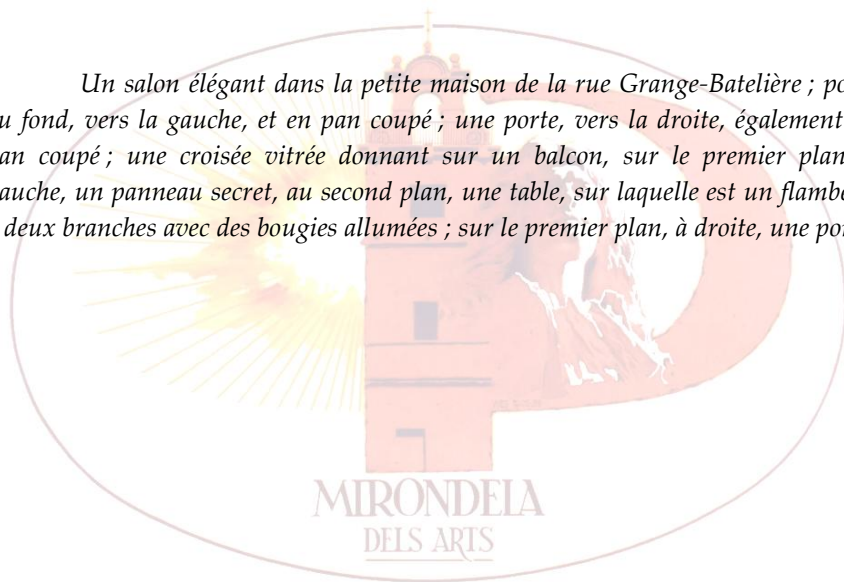 Un salon élégant dans la petite maison de la rue Grange-Batelière ; po
u fond, vers la gauche, et en pan coupé ; une porte, vers la droite, également
an coupé ; une croisée vitrée donnant sur un balcon, sur le premier plan
auche, un panneau secret, au second plan, une table, sur laquelle est un flambe
deux branches avec des bougies allumées ; sur le premier plan, à droite, une por
MIRONDELA
DELS ARTS